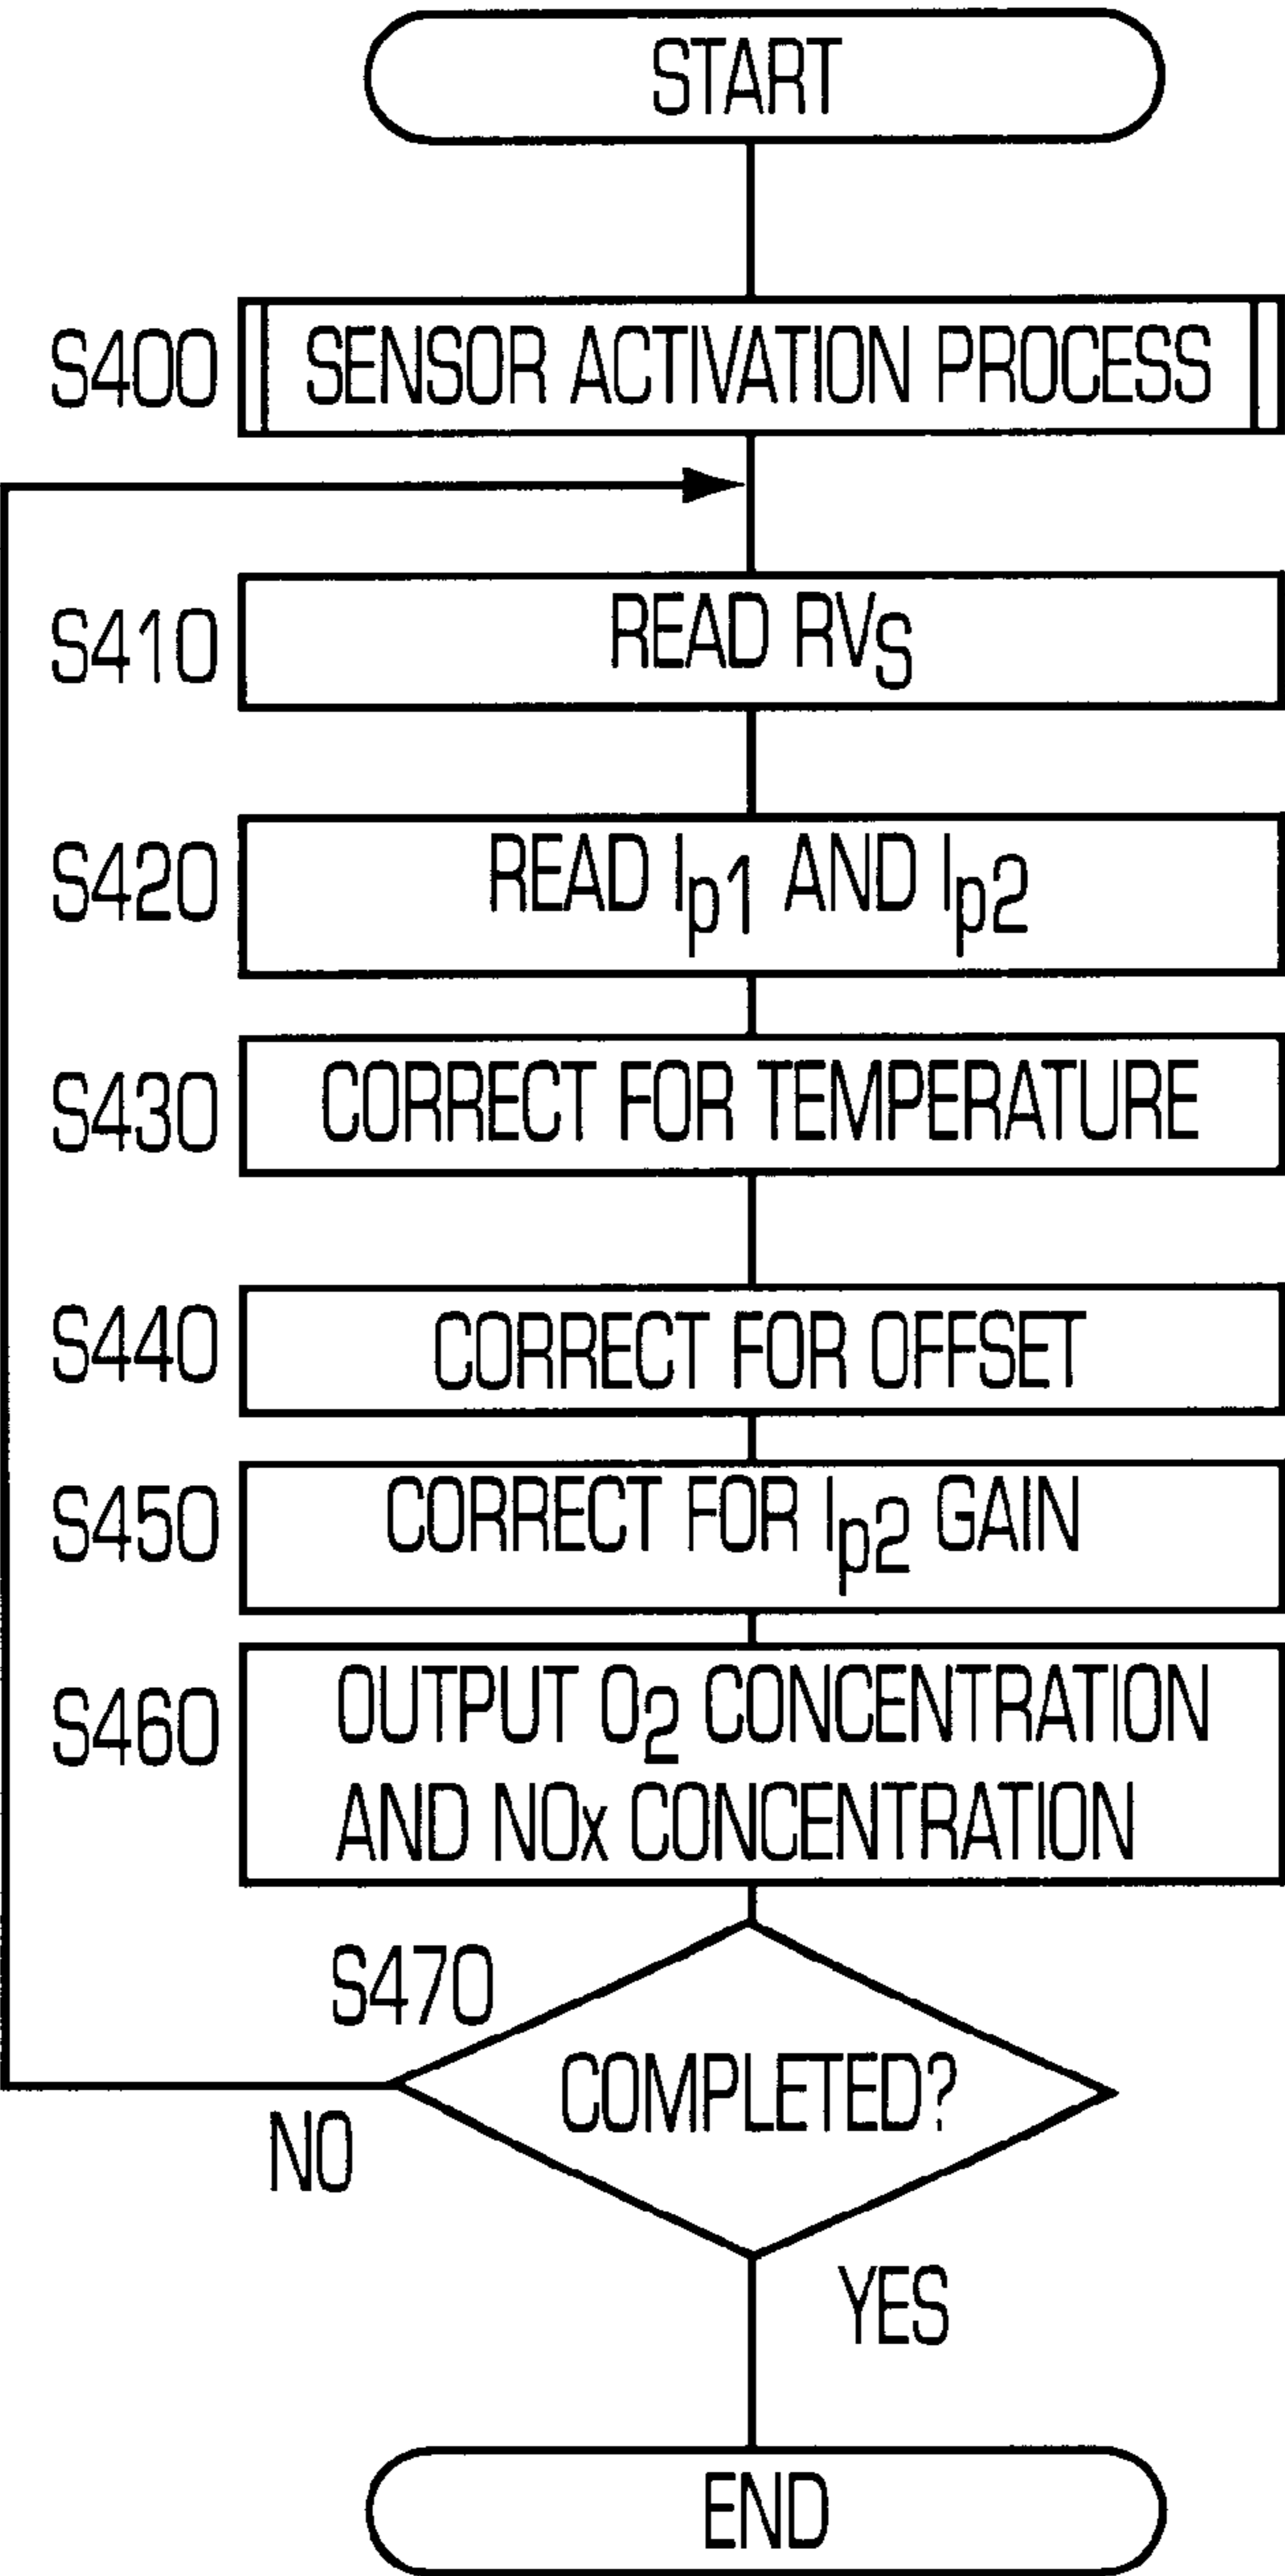 START
S400 SENSOR ACTIVATION PROCESS
S410 READ RVS
S420 READ Ip1 AND Ip2
S430 CORRECT FOR TEMPERATURE
S440 CORRECT FOR OFFSET
S450 CORRECT FOR Ip2 GAIN
S460 OUTPUT O2 CONCENTRATION
AND NOx CONCENTRATION
S470
COMPLETED?
NO
YES
END